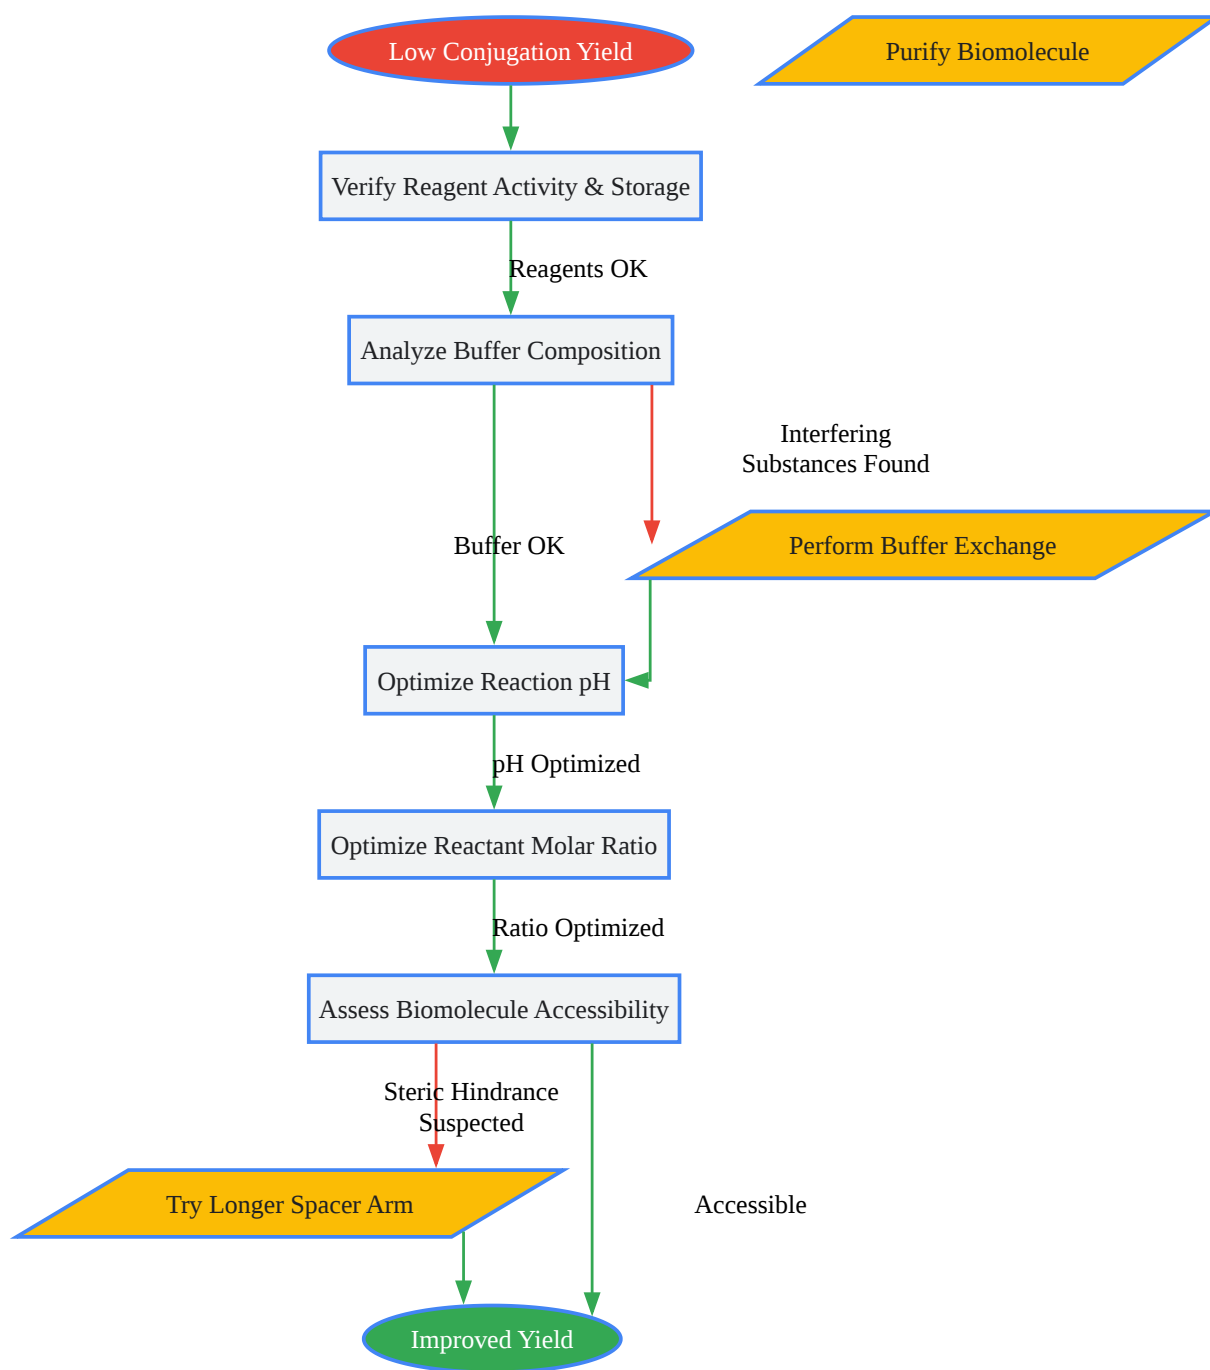 Low Conjugation Yield
Purify Biomolecule
Verify Reagent Activity & Storage
Reagents OK
Analyze Buffer Composition
Interfering
Substances Found
Buffer OK
Perform Buffer Exchange
Optimize Reaction pH
pH Optimized
Optimize Reactant Molar Ratio
Ratio Optimized
Assess Biomolecule Accessibility
Steric Hindrance
Suspected
Try Longer Spacer Arm
Accessible
Improved Yield